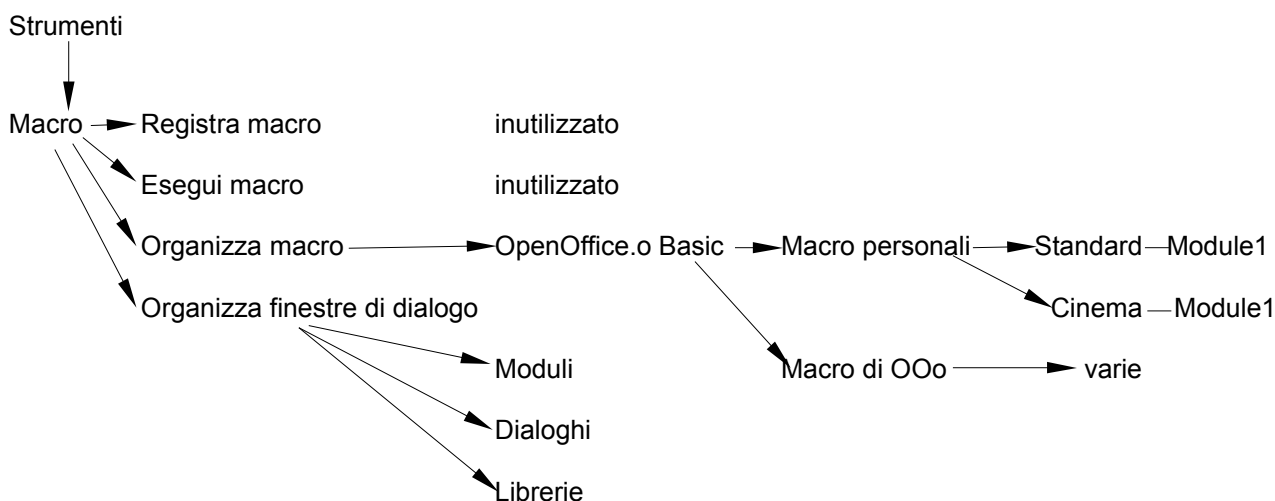 Strumenti
Macro Registra macro inutilizzato
Esegui macro inutilizzato
Organizza macro OpenOffice.o Basic Macro personali Standard Module1
Organizza finestre di dialogo Cinema Module1
Moduli Macro di OOo varie
Dialoghi
Librerie